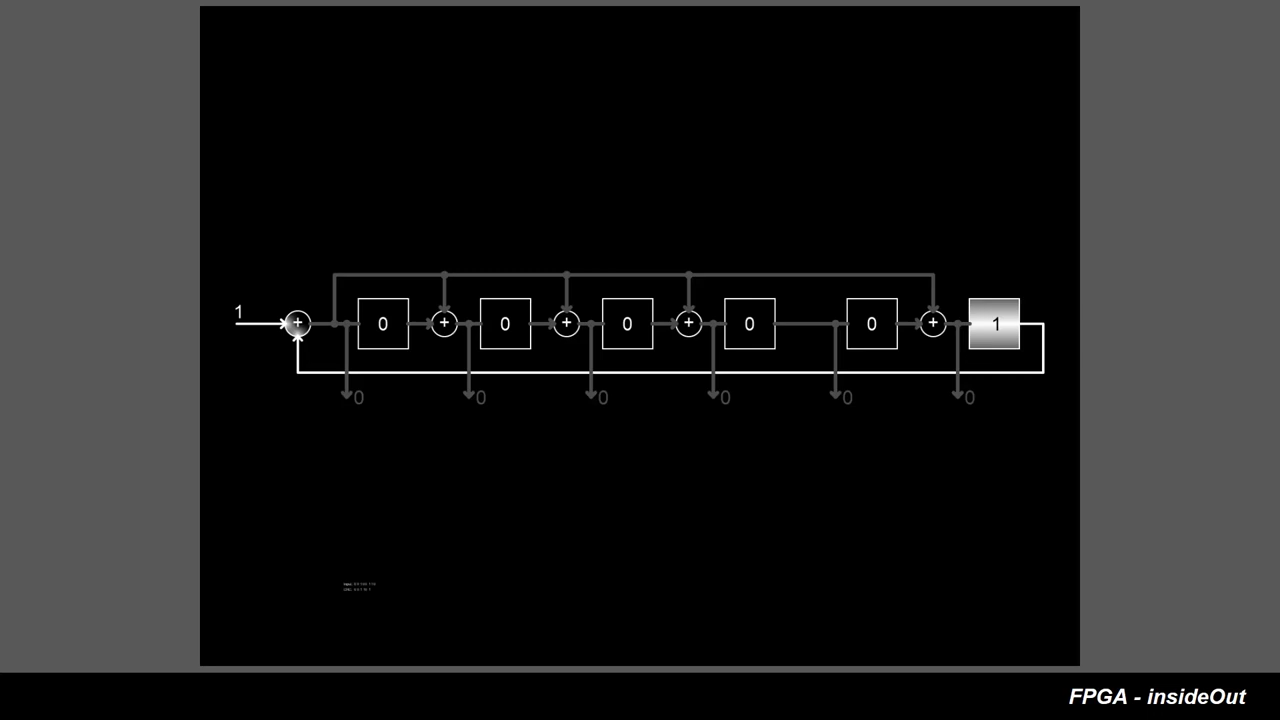 1
+ 0 + 0 + 0 + 0 0 + 1
0 0 0 0 0 0
FPGA - insideOut